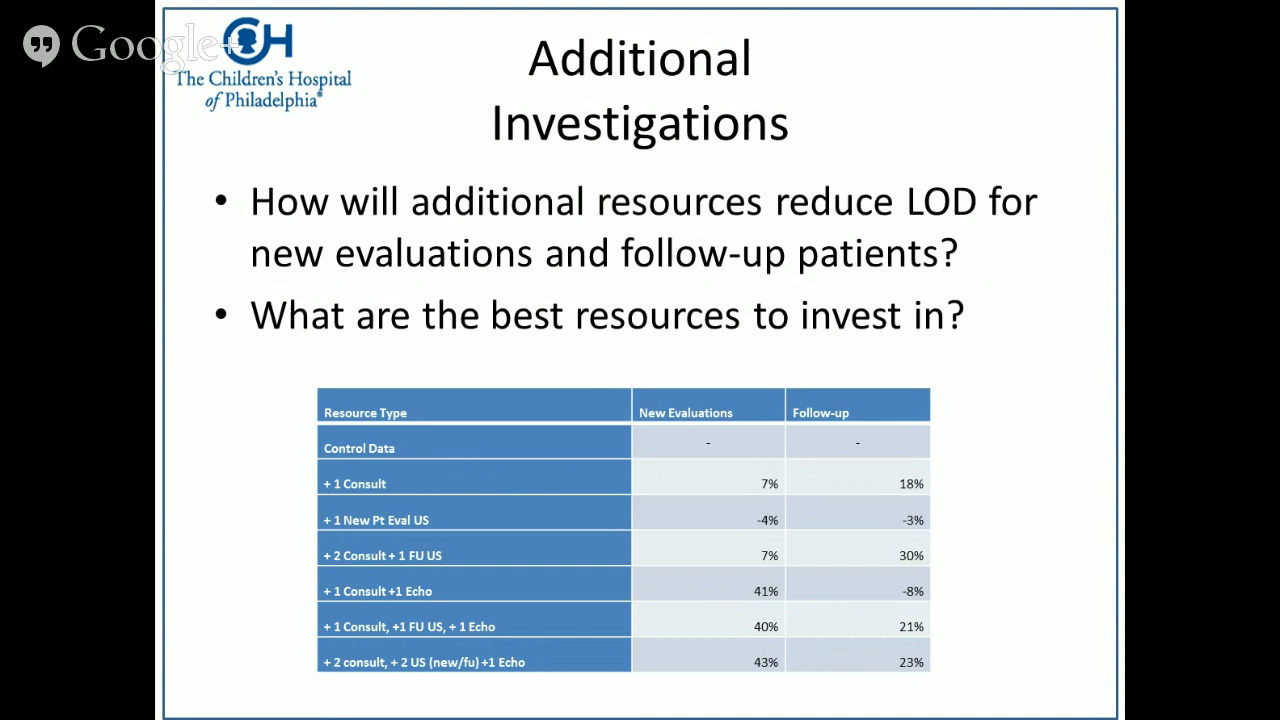 Google+
CH
The Children's Hospital
of Philadelphia®
Additional
Investigations
• How will additional resources reduce LOD for
new evaluations and follow-up patients?
• What are the best resources to invest in?
Resource Type New Evaluations Follow-up
Control Data - -
+ 1 Consult 7% 18%
+ 1 New Pt Eval US -4% -3%
+ 2 Consult + 1 FU US 7% 30%
+ 1 Consult +1 Echo 41% -8%
+ 1 Consult, +1 FU US, + 1 Echo 40% 21%
+ 2 consult, + 2 US (new/fu) +1 Echo 43% 23%